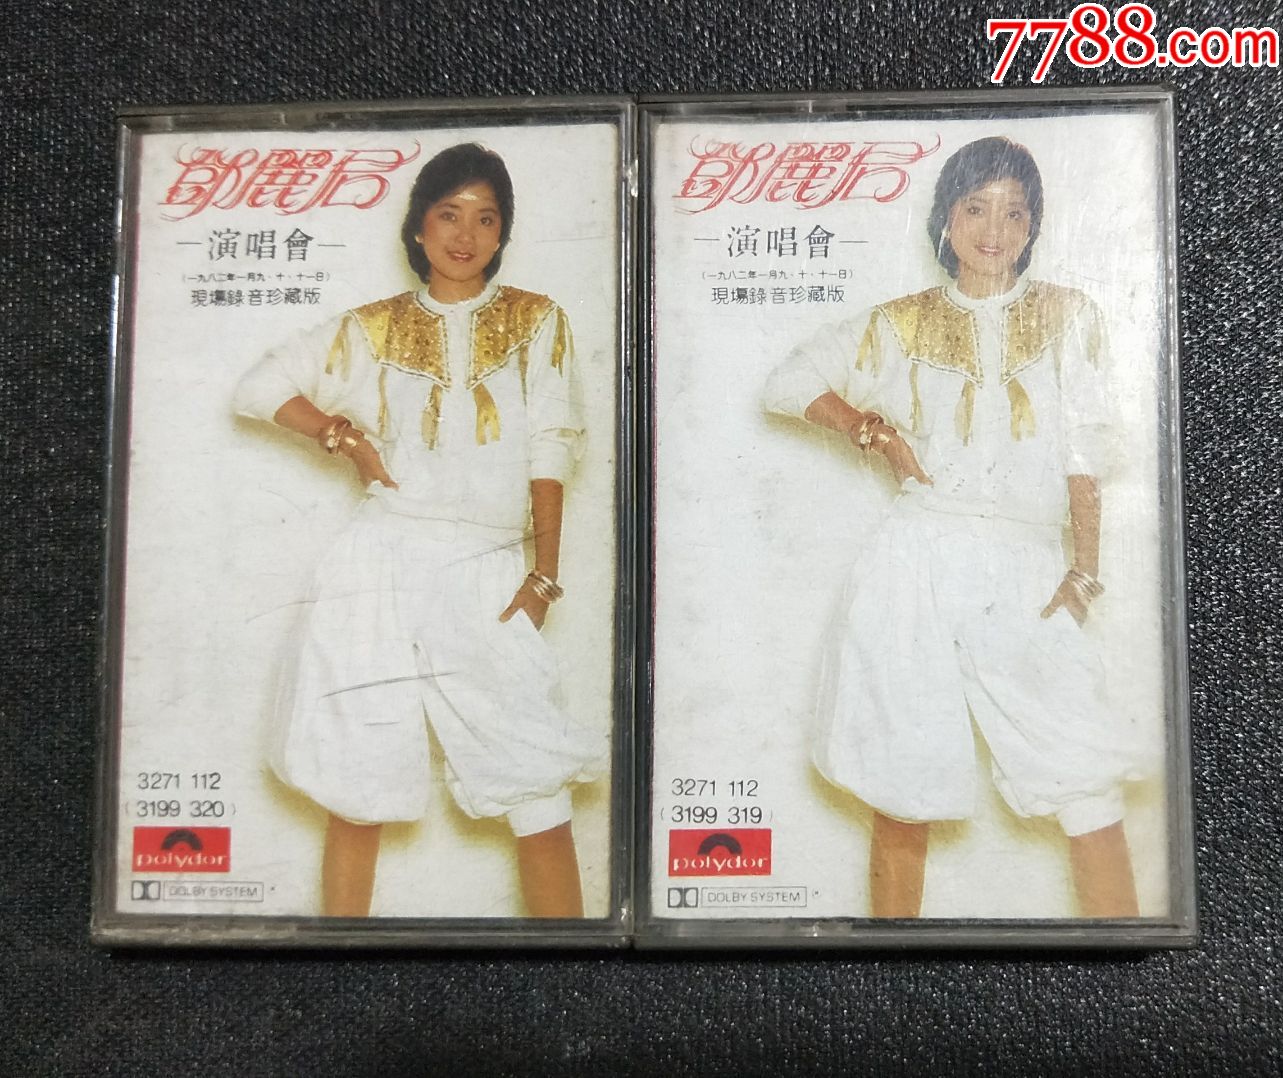 7788.com
鄧麗君
—演唱會—
(一九八二年一月九、十、十一日)
現場錄音珍藏版
3271 112
(3199 320)
polydor
DOLBY SYSTEM
鄧麗君
—演唱會—
(一九八二年一月九、十、十一日)
現場錄音珍藏版
3271 112
(3199 319)
polydor
DOLBY SYSTEM